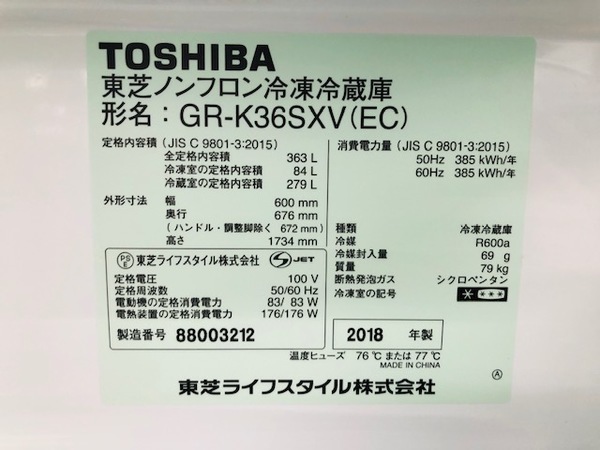 TOSHIBA
東芝ノンフロン冷凍冷蔵庫
形名：GR-K36SXV(EC)
定格内容積（JIS C 9801-3:2015）
全定格内容積 363 L
冷凍室の定格内容積 84 L
冷蔵室の定格内容積 279 L
外形寸法 幅 600 mm
奥行 676 mm
（ハンドル・調整脚除く 672 mm）
高さ 1734 mm
消費電力量（JIS C 9801-3:2015）
50Hz 385 kWh/年
60Hz 385 kWh/年
種類 冷凍冷蔵庫
冷媒 R600a
冷媒封入量 69 g
質量 79 kg
断熱発泡ガス シクロペンタン
冷凍室の記号
PS E 東芝ライフスタイル株式会社 S JET
定格電圧 100 V
定格周波数 50/60 Hz
電動機の定格消費電力 83/ 83 W
電熱装置の定格消費電力 176/176 W
製造番号 88003212
2018 年製
温度ヒューズ 76 ℃ または 77 ℃
MADE IN CHINA
東芝ライフスタイル株式会社
Ⓐ